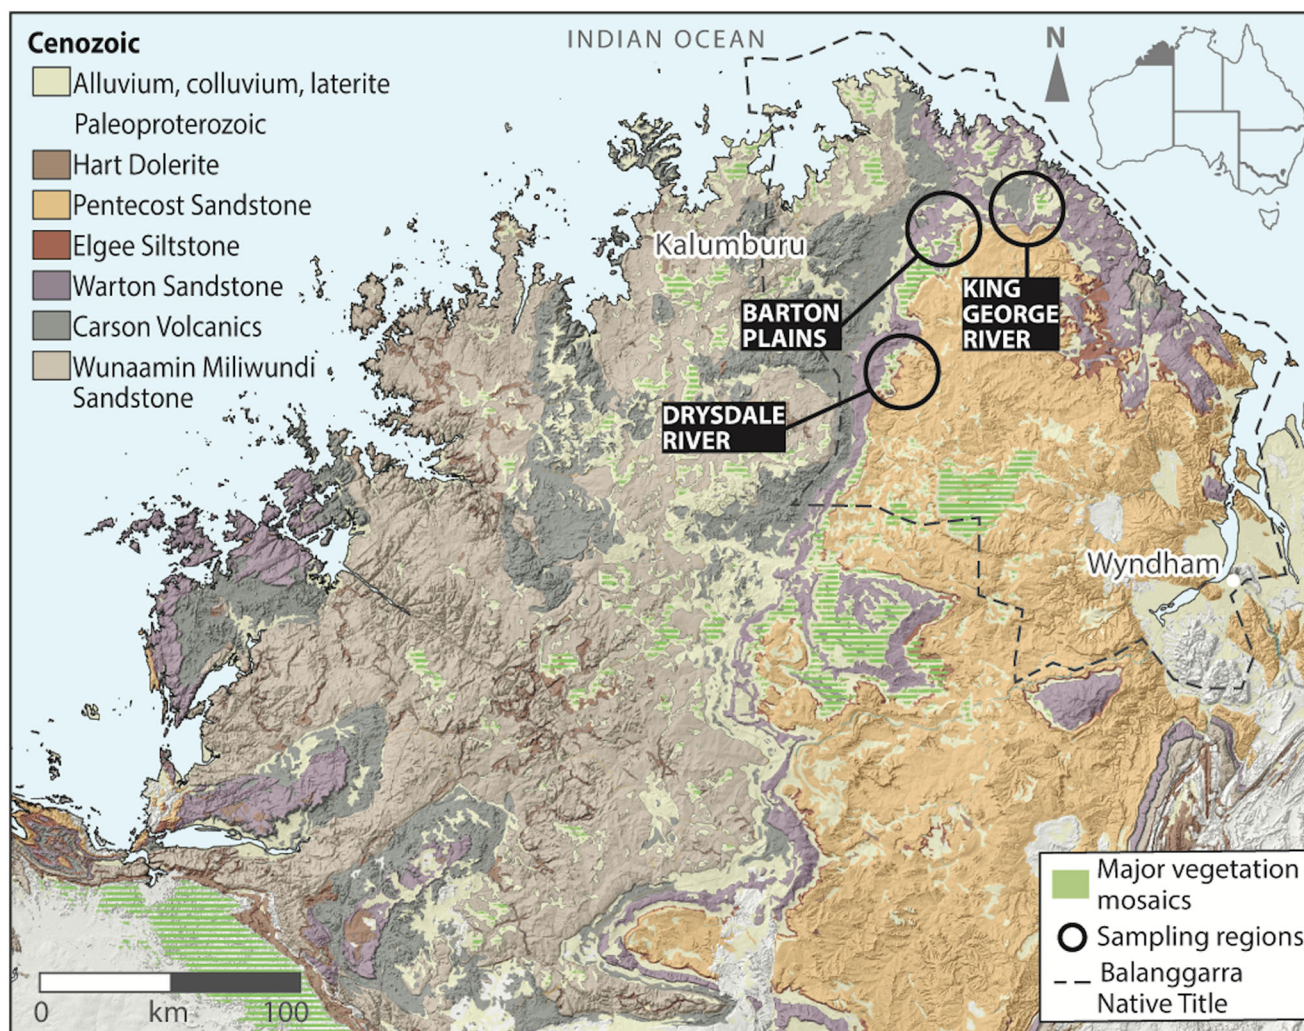 Cenozoic
Alluvium, colluvium, laterite
Paleoproterozoic
Hart Dolerite
Pentecost Sandstone
Elgee Siltstone
Warton Sandstone
Carson Volcanics
Wunaamin Miliwundi
Sandstone
INDIAN OCEAN
N
Kalumburu
BARTON
PLAINS
KING
GEORGE
RIVER
DRYSDALE
RIVER
Wyndham
Major vegetation
mosaics
Sampling regions
Balanggarra
Native Title
0 km 100